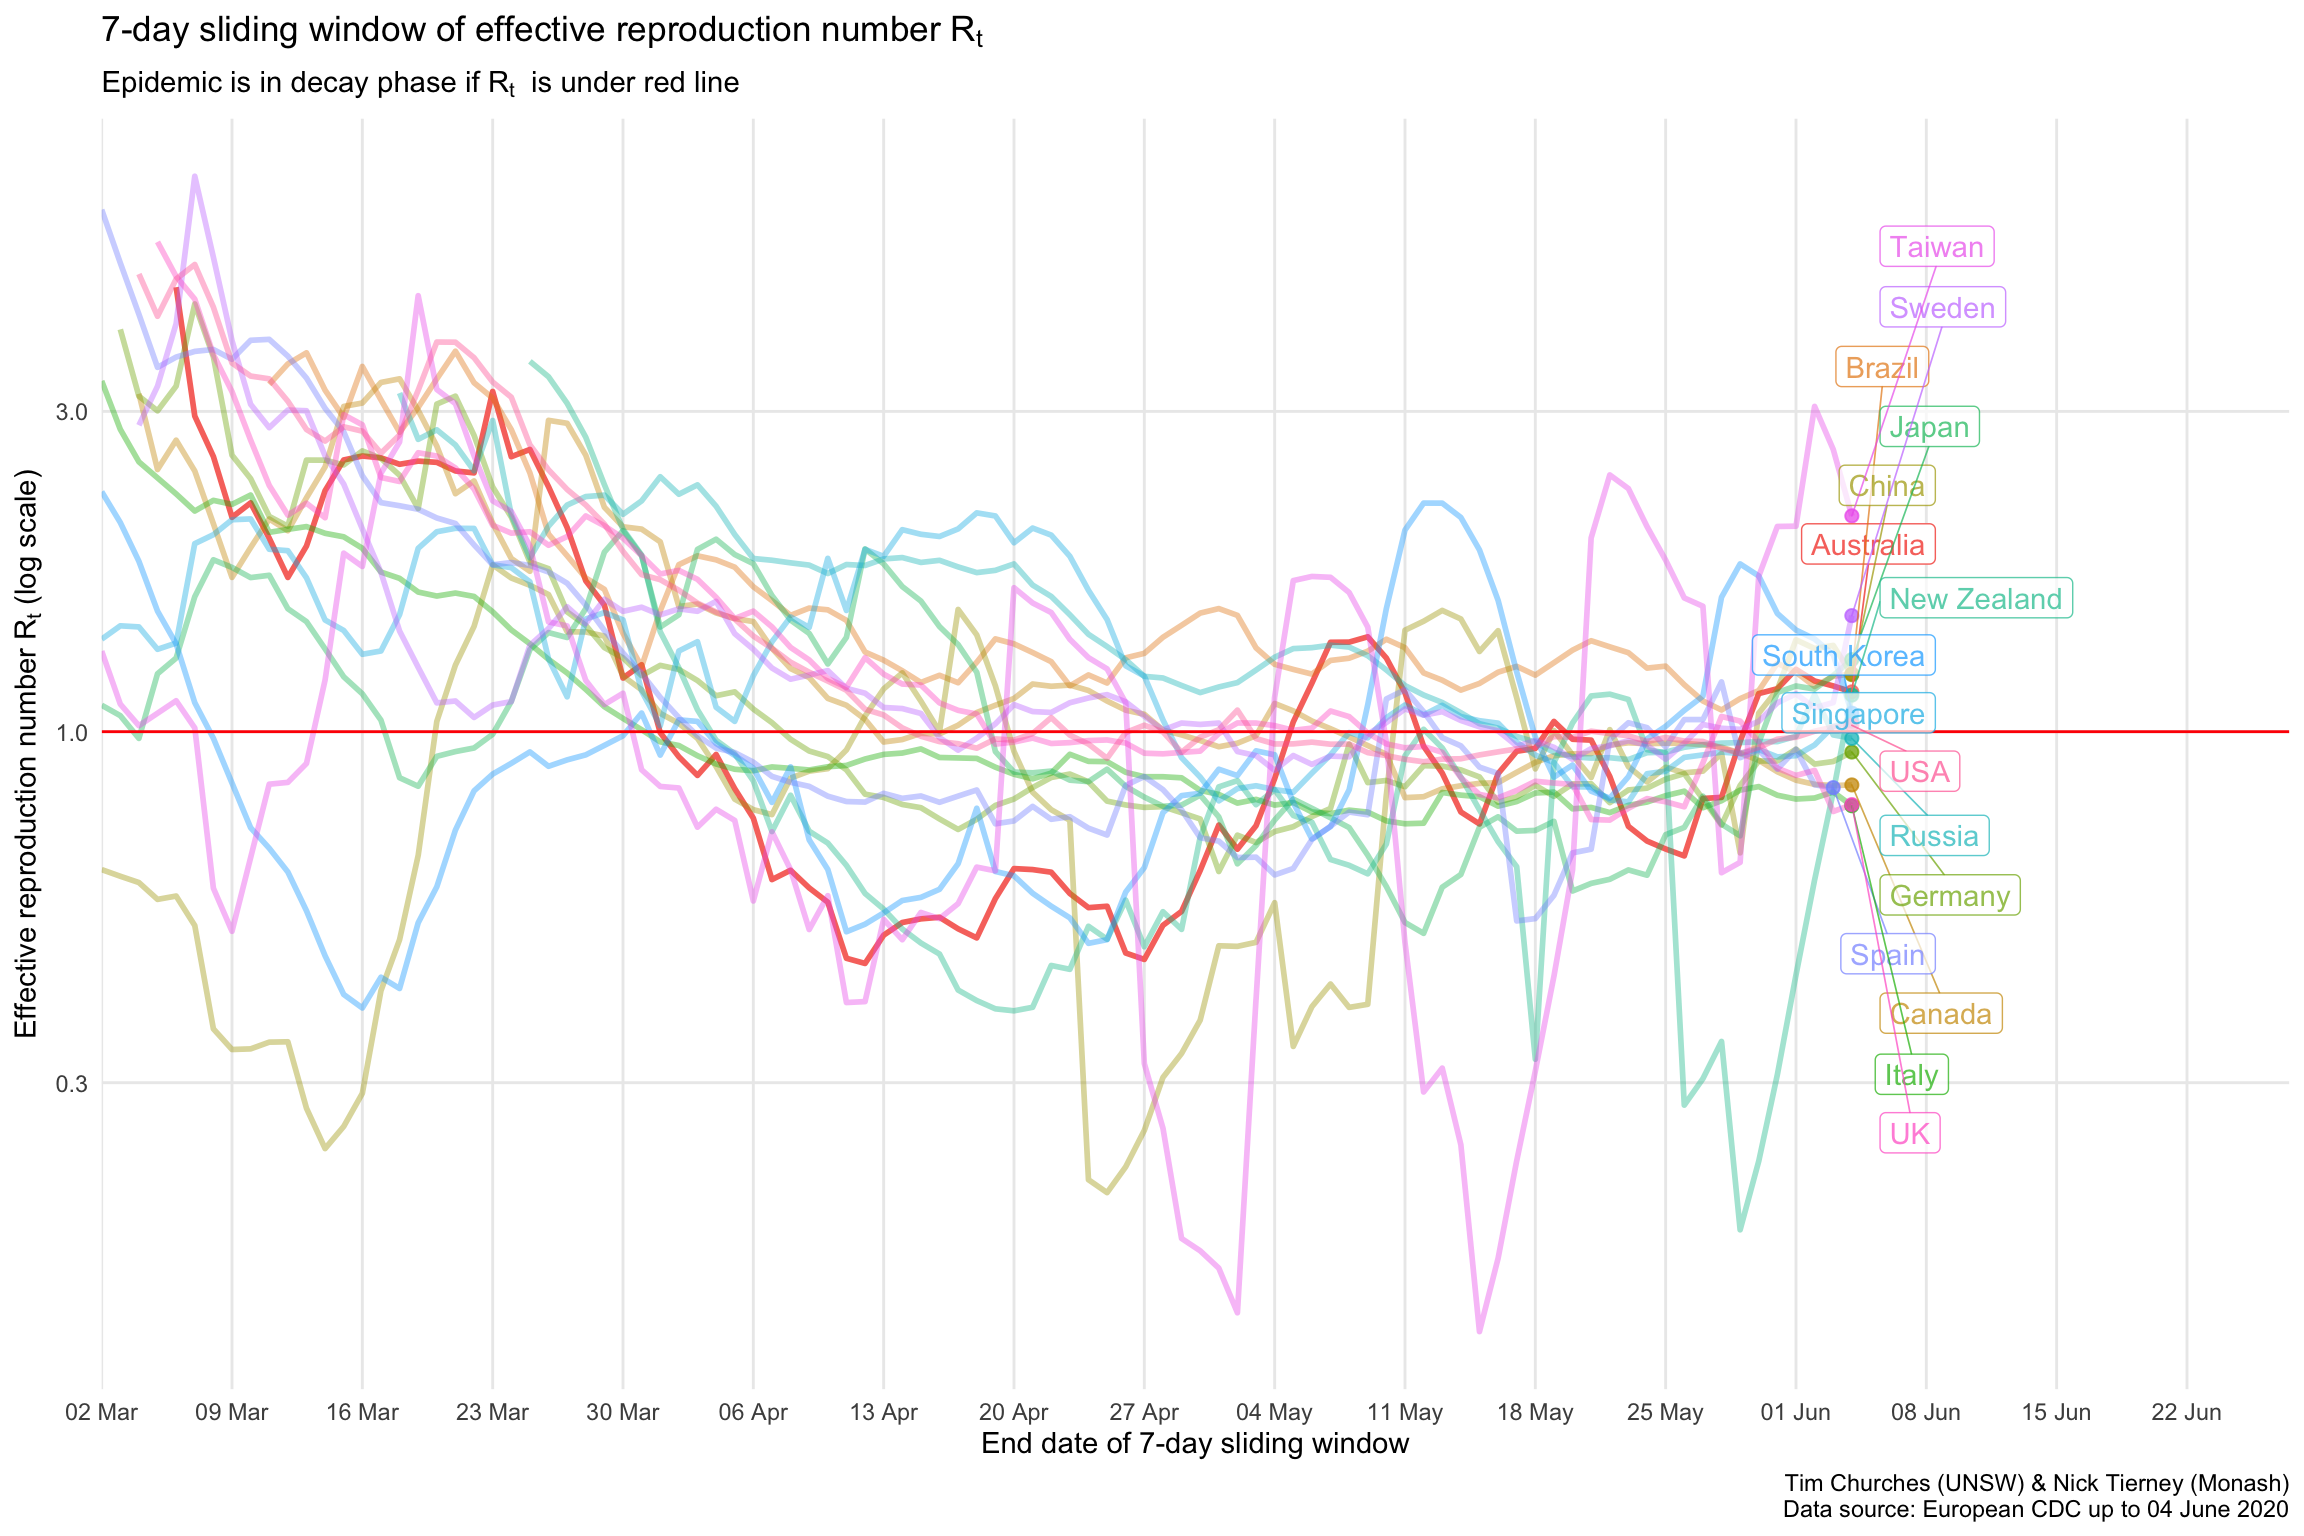 7-day sliding window of effective reproduction number Rt
Epidemic is in decay phase if Rt is under red line
Effective reproduction number Rt (log scale)
3.0
1.0
0.3
Taiwan
Sweden
Brazil
Japan
China
Australia
New Zealand
South Korea
Singapore
USA
Russia
Germany
Spain
Canada
Italy
UK
02 Mar
09 Mar
16 Mar
23 Mar
30 Mar
06 Apr
13 Apr
20 Apr
27 Apr
04 May
11 May
18 May
25 May
01 Jun
08 Jun
15 Jun
22 Jun
End date of 7-day sliding window
Tim Churches (UNSW) & Nick Tierney (Monash)
Data source: European CDC up to 04 June 2020